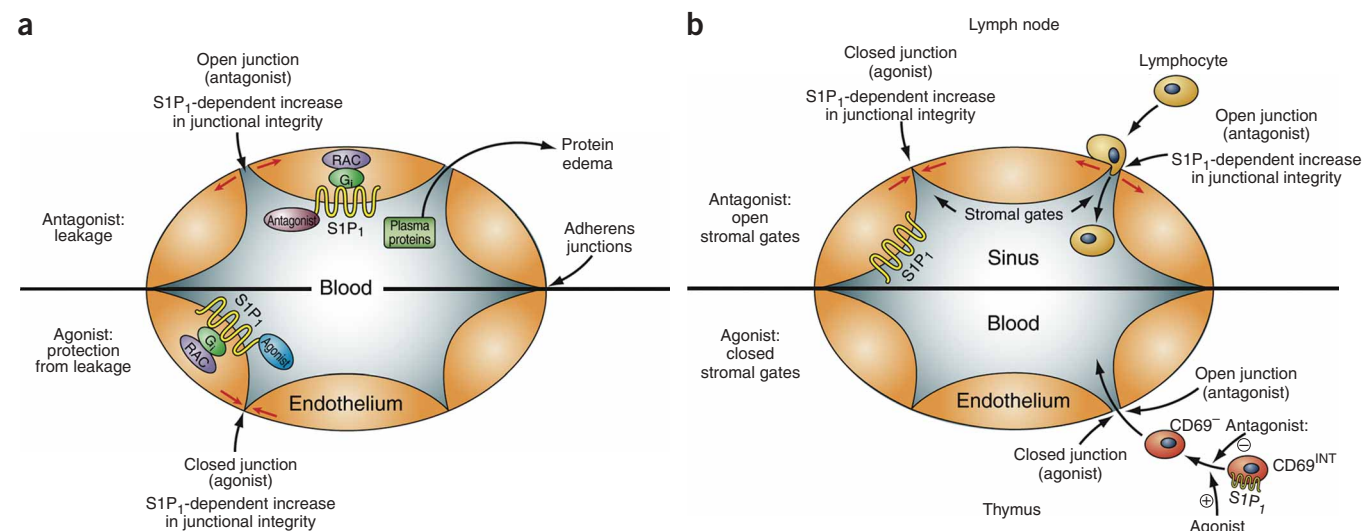 a
Open junction
(antagonist)
S1P1-dependent increase
in junctional integrity
RAC
Gi
Antagonist
S1P1
Plasma
proteins
Protein
edema
Antagonist:
leakage
Adherens
junctions
Blood
Agonist:
protection
from leakage
S1P1
Gi
RAC
Agonist
Endothelium
Closed junction
(agonist)
S1P1-dependent increase
in junctional integrity
b
Lymph node
Closed junction
(agonist)
S1P1-dependent increase
in junctional integrity
Lymphocyte
Open junction
(antagonist)
S1P1-dependent increase
in junctional integrity
Antagonist:
open
stromal gates
Stromal gates
S1P1
Sinus
Blood
Agonist:
closed
stromal gates
Endothelium
Open junction
(antagonist)
Closed junction
(agonist)
CD69− Antagonist:
−
CD69INT
S1P1
+
Agonist
Thymus